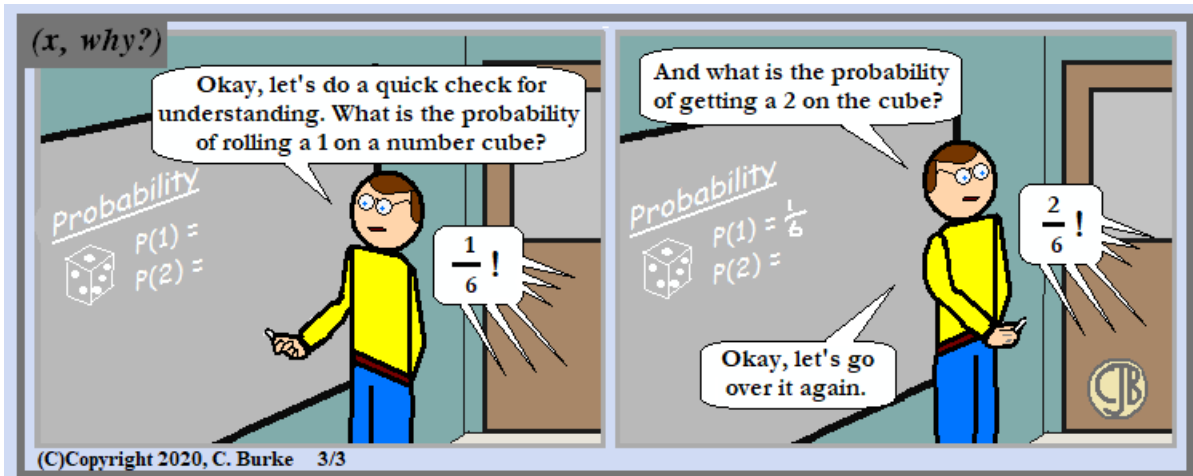 (x, why?)
Okay, let's do a quick check for
understanding. What is the probability
of rolling a 1 on a number cube?
Probability
P(1) =
P(2) =
1
6 !
And what is the probability
of getting a 2 on the cube?
Probability
P(1) = 1/6
P(2) =
2
6 !
Okay, let's go
over it again.
CJB
(C)Copyright 2020, C. Burke 3/3